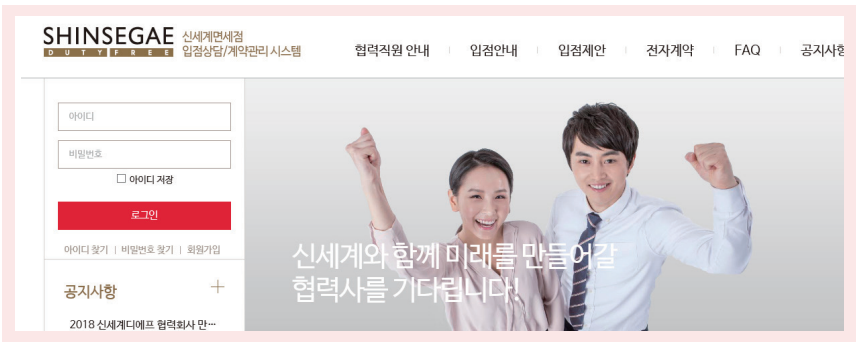 SHINSEGAE
DUTY FREE
신세계면세점
입점상담/계약관리 시스템
협력직원 안내
입점안내
입점제안
전자계약
FAQ
공지사항
아이디
비밀번호
아이디 저장
로그인
아이디 찾기 | 비밀번호 찾기 | 회원가입
공지사항 +
2018 신세계디에프 협력회사 만…
신세계와 함께 미래를 만들어갈
협력사를 기다립니다!